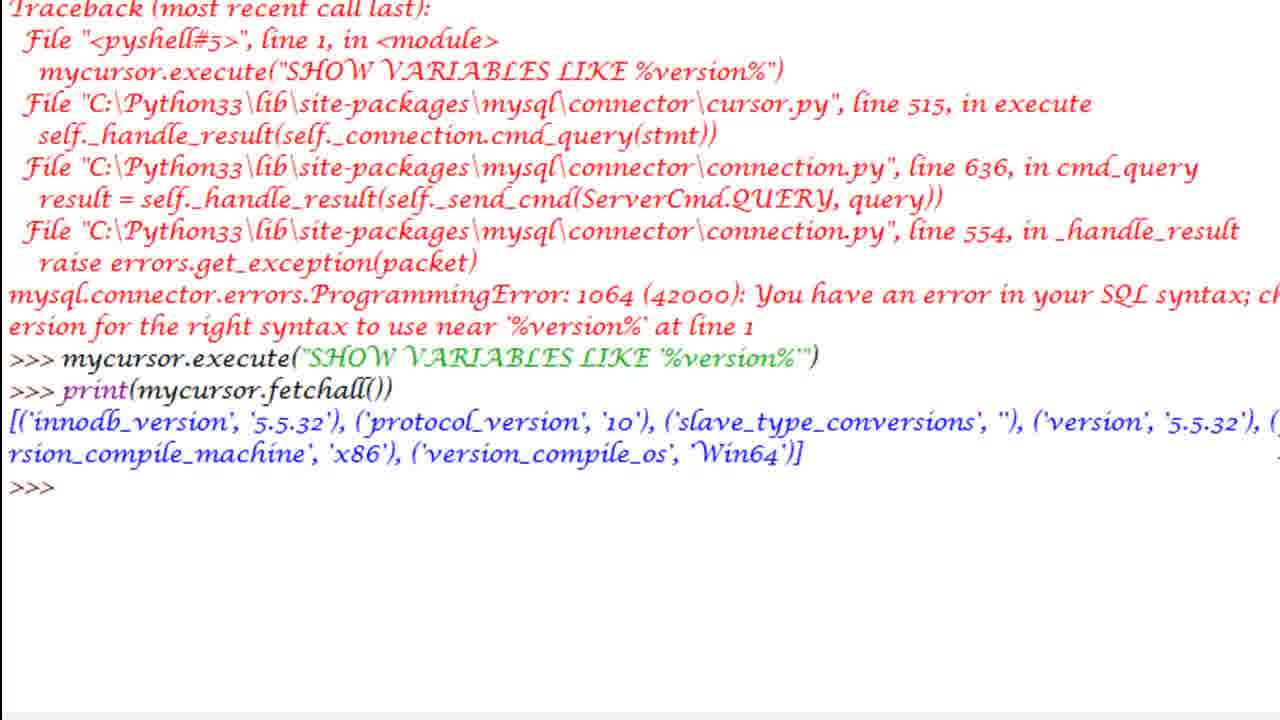 Traceback (most recent call last):
File "<pyshell#5>", line 1, in <module>
mycursor.execute("SHOW VARIABLES LIKE %version%")
File "C:\Python33\lib\site-packages\mysql\connector\cursor.py", line 515, in execute
self._handle_result(self._connection.cmd_query(stmt))
File "C:\Python33\lib\site-packages\mysql\connector\connection.py", line 636, in cmd_query
result = self._handle_result(self._send_cmd(ServerCmd.QUERY, query))
File "C:\Python33\lib\site-packages\mysql\connector\connection.py", line 554, in _handle_result
raise errors.get_exception(packet)
mysql.connector.errors.ProgrammingError: 1064 (42000): You have an error in your SQL syntax;
ersion for the right syntax to use near '%version%' at line 1
>>> mycursor.execute("SHOW VARIABLES LIKE '%version%'")
>>> print(mycursor.fetchall())
[('innodb_version', '5.5.32'), ('protocol_version', '10'), ('slave_type_conversions', ''), ('version', '5.5.32'), (
rsion_compile_machine', 'x86'), ('version_compile_os', 'Win64')]
>>>